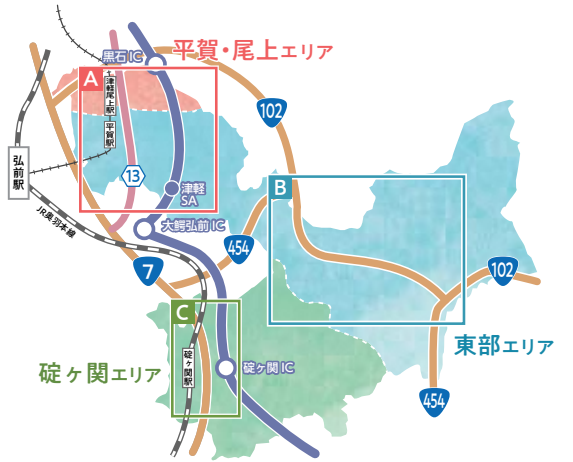 黒石IC
平賀・尾上エリア
A
津軽尾上駅
平賀駅
102
弘前駅
13
津軽
SA
B
JR奥羽本線
大鰐弘前IC
454
7
102
C
東部エリア
碇ヶ関エリア
碇ヶ関駅
碇ヶ関IC
454